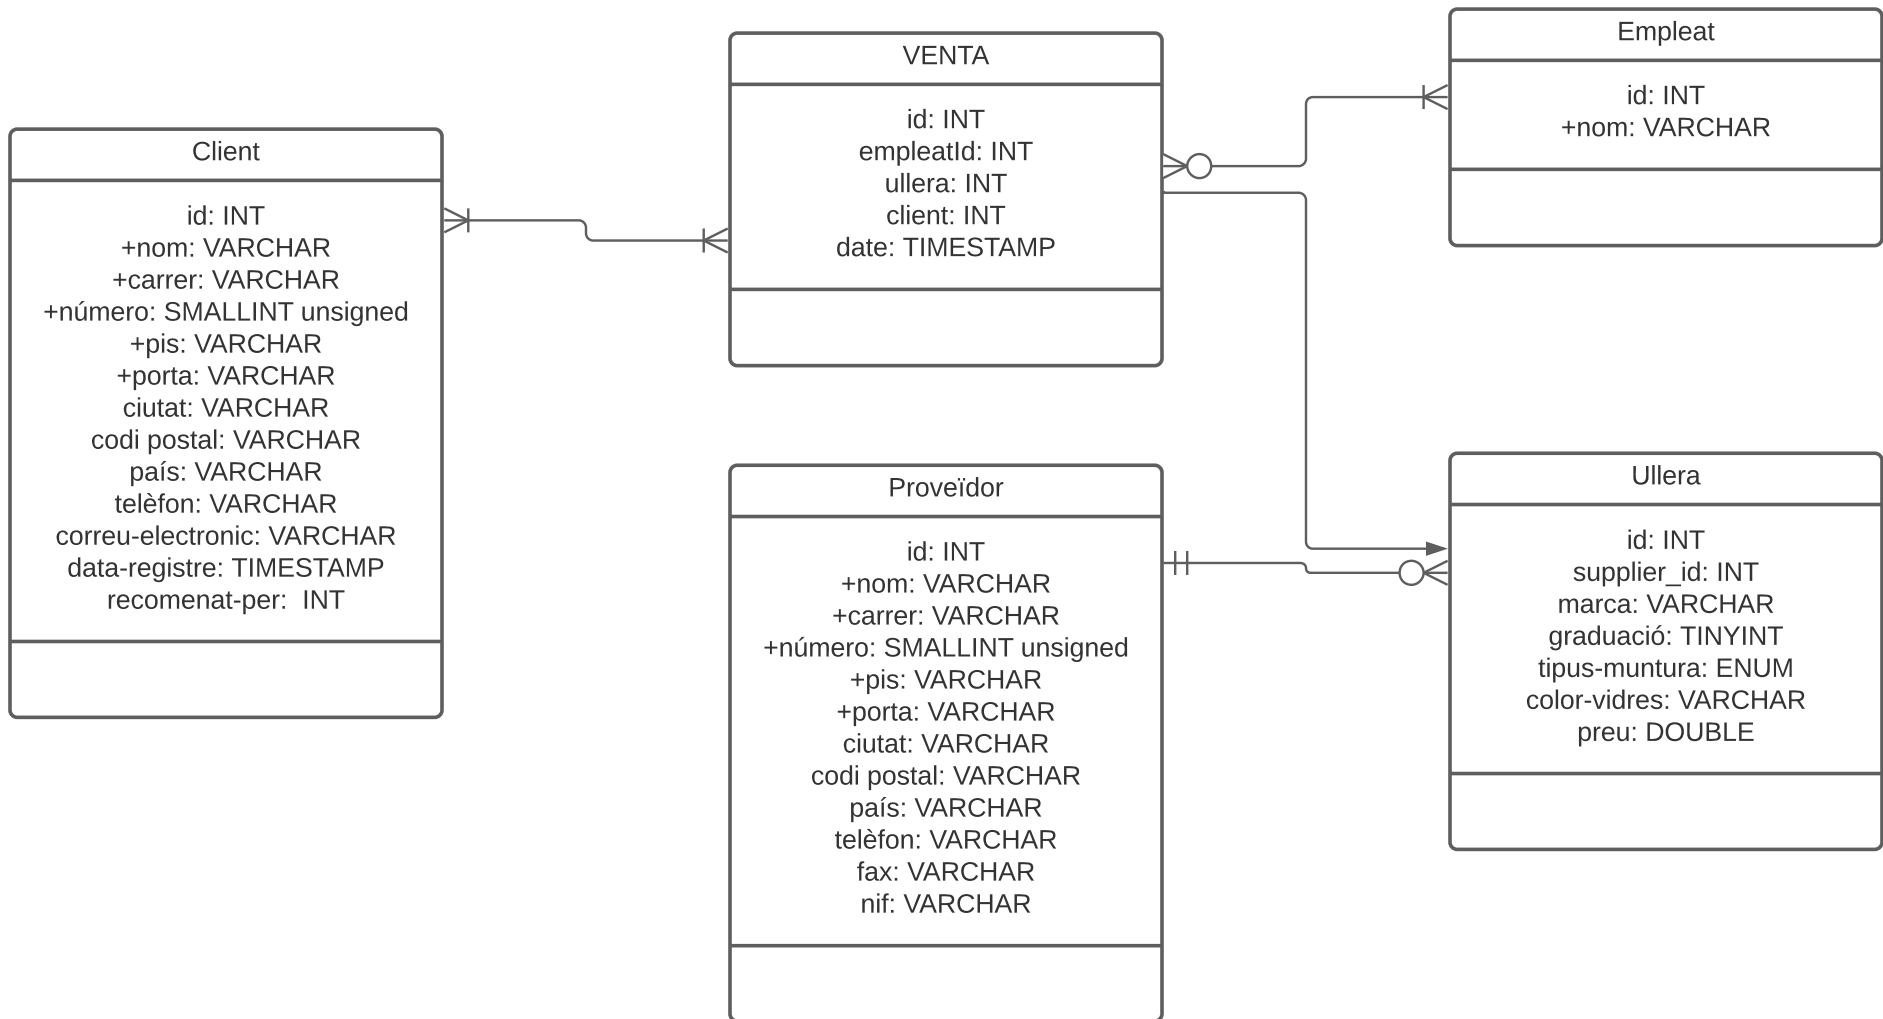 Client
id: INT
+nom: VARCHAR
+carrer: VARCHAR
+número: SMALLINT unsigned
+pis: VARCHAR
+porta: VARCHAR
ciutat: VARCHAR
codi postal: VARCHAR
país: VARCHAR
telèfon: VARCHAR
correu-electronic: VARCHAR
data-registre: TIMESTAMP
recomenat-per:  INT
VENTA
id: INT
empleatId: INT
ullera: INT
client: INT
date: TIMESTAMP
Empleat
id: INT
+nom: VARCHAR
Proveïdor
id: INT
+nom: VARCHAR
+carrer: VARCHAR
+número: SMALLINT unsigned
+pis: VARCHAR
+porta: VARCHAR
ciutat: VARCHAR
codi postal: VARCHAR
país: VARCHAR
telèfon: VARCHAR
fax: VARCHAR
nif: VARCHAR
Ullera
id: INT
supplier_id: INT
marca: VARCHAR
graduació: TINYINT
tipus-muntura: ENUM
color-vidres: VARCHAR
preu: DOUBLE